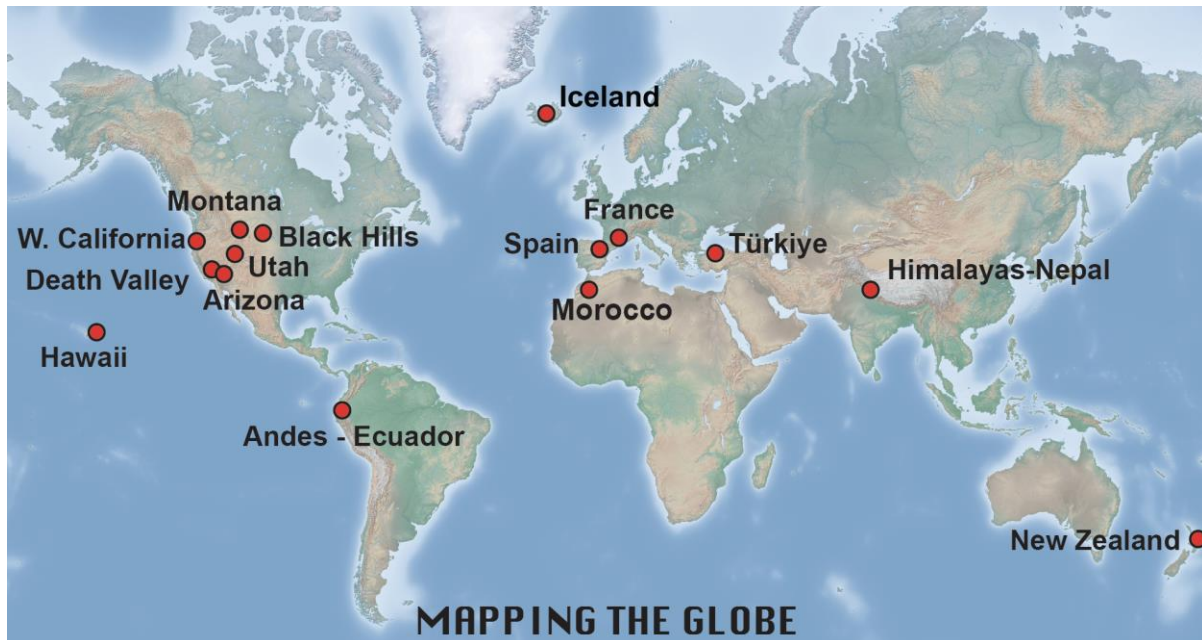 Iceland
Montana
France
W. California
Black Hills
Spain
Türkiye
Utah
Himalayas-Nepal
Death Valley
Arizona
Morocco
Hawaii
Andes - Ecuador
New Zealand
MAPPING THE GLOBE